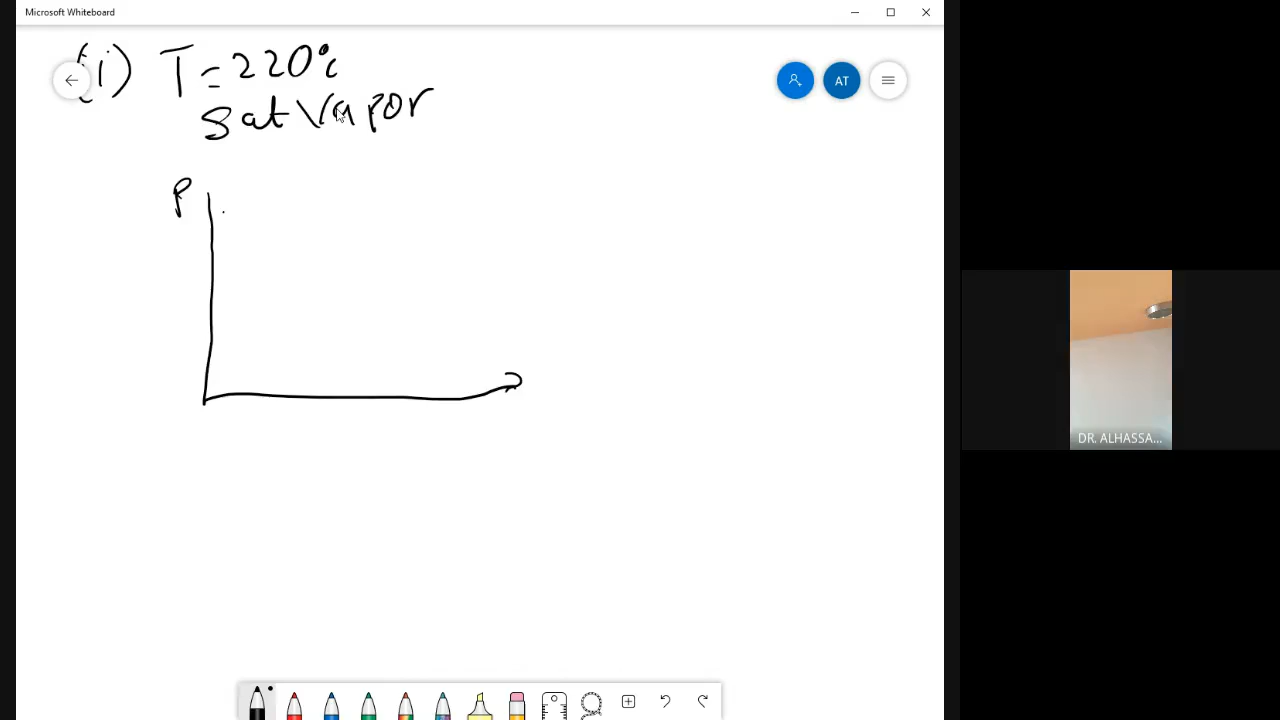 Microsoft Whiteboard
(i) T = 220°c
Sat Vapor
AT
P
DR. ALHASSA...